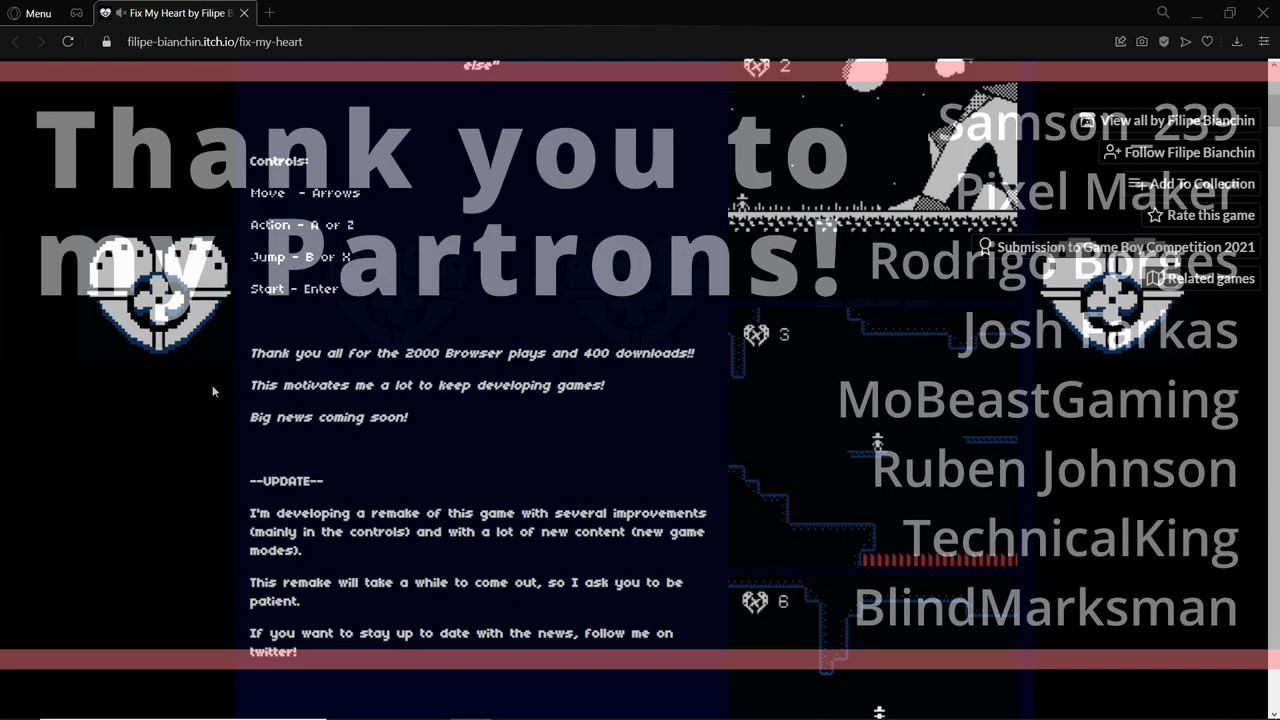 Menu
Fix My Heart by Filipe B
filipe-bianchin.itch.io/fix-my-heart
else"
Thank you to
my Partrons!
Samson_239
Pixel Maker
Rodrigo Borges
Josh Farkas
MoBeastGaming
Ruben Johnson
TechnicalKing
BlindMarksman
Controls:
Move - Arrows
Action - A or Z
Jump - B or X
Start - Enter
Thank you all for the 2000 Browser plays and 400 downloads!!
This motivates me a lot to keep developing games!
Big news coming soon!
--UPDATE--
I'm developing a remake of this game with several improvements
(mainly in the controls) and with a lot of new content (new game
modes).
This remake will take a while to come out, so I ask you to be
patient.
If you want to stay up to date with the news, follow me on
twitter!
2
3
6
View all by Filipe Bianchin
Follow Filipe Bianchin
Add To Collection
Rate this game
Submission to Game Boy Competition 2021
Related games